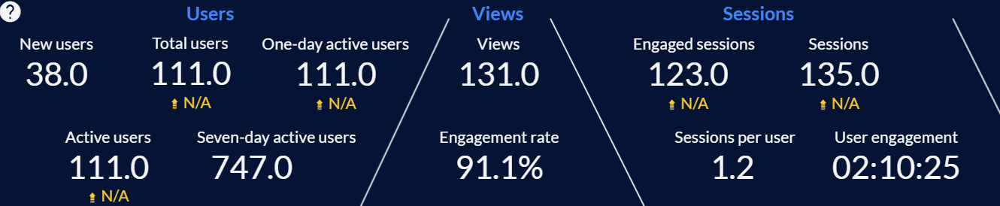 ?
Users
Views
Sessions
New users
Total users
One-day active users
Views
Engaged sessions
Sessions
38.0
111.0
111.0
131.0
123.0
135.0
N/A
N/A
N/A
N/A
Active users
Seven-day active users
Engagement rate
Sessions per user
User engagement
111.0
747.0
91.1%
1.2
02:10:25
N/A